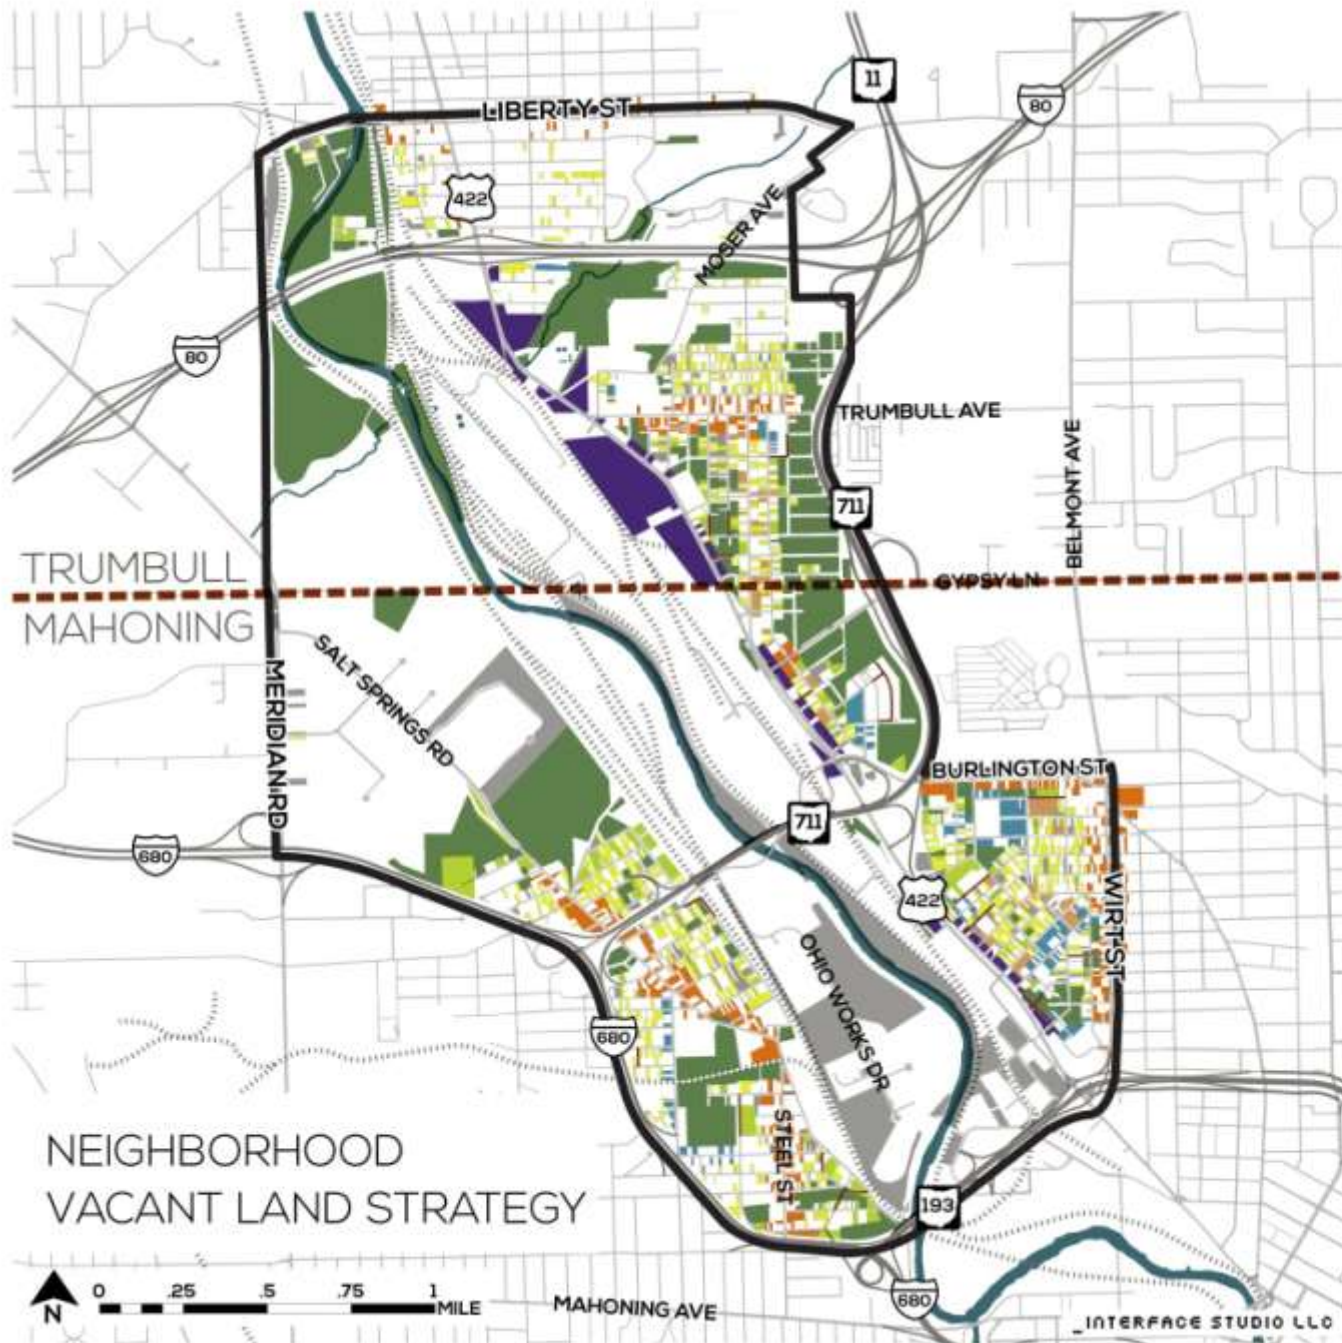 11
80
LIBERTY ST
422
MOSER AVE
80
TRUMBULL AVE
BELMONT AVE
711
TRUMBULL
GYPSY LN
MAHONING
SALT SPRINGS RD
MERIDIAN RD
BURLINGTON ST
711
680
422
WIRT ST
OHIO WORKS DR
680
STEEL ST
NEIGHBORHOOD
VACANT LAND STRATEGY
193
0 .25 .5 .75 1
MILE
N
MAHONING AVE
680
_INTERFACE STUDIO LLC